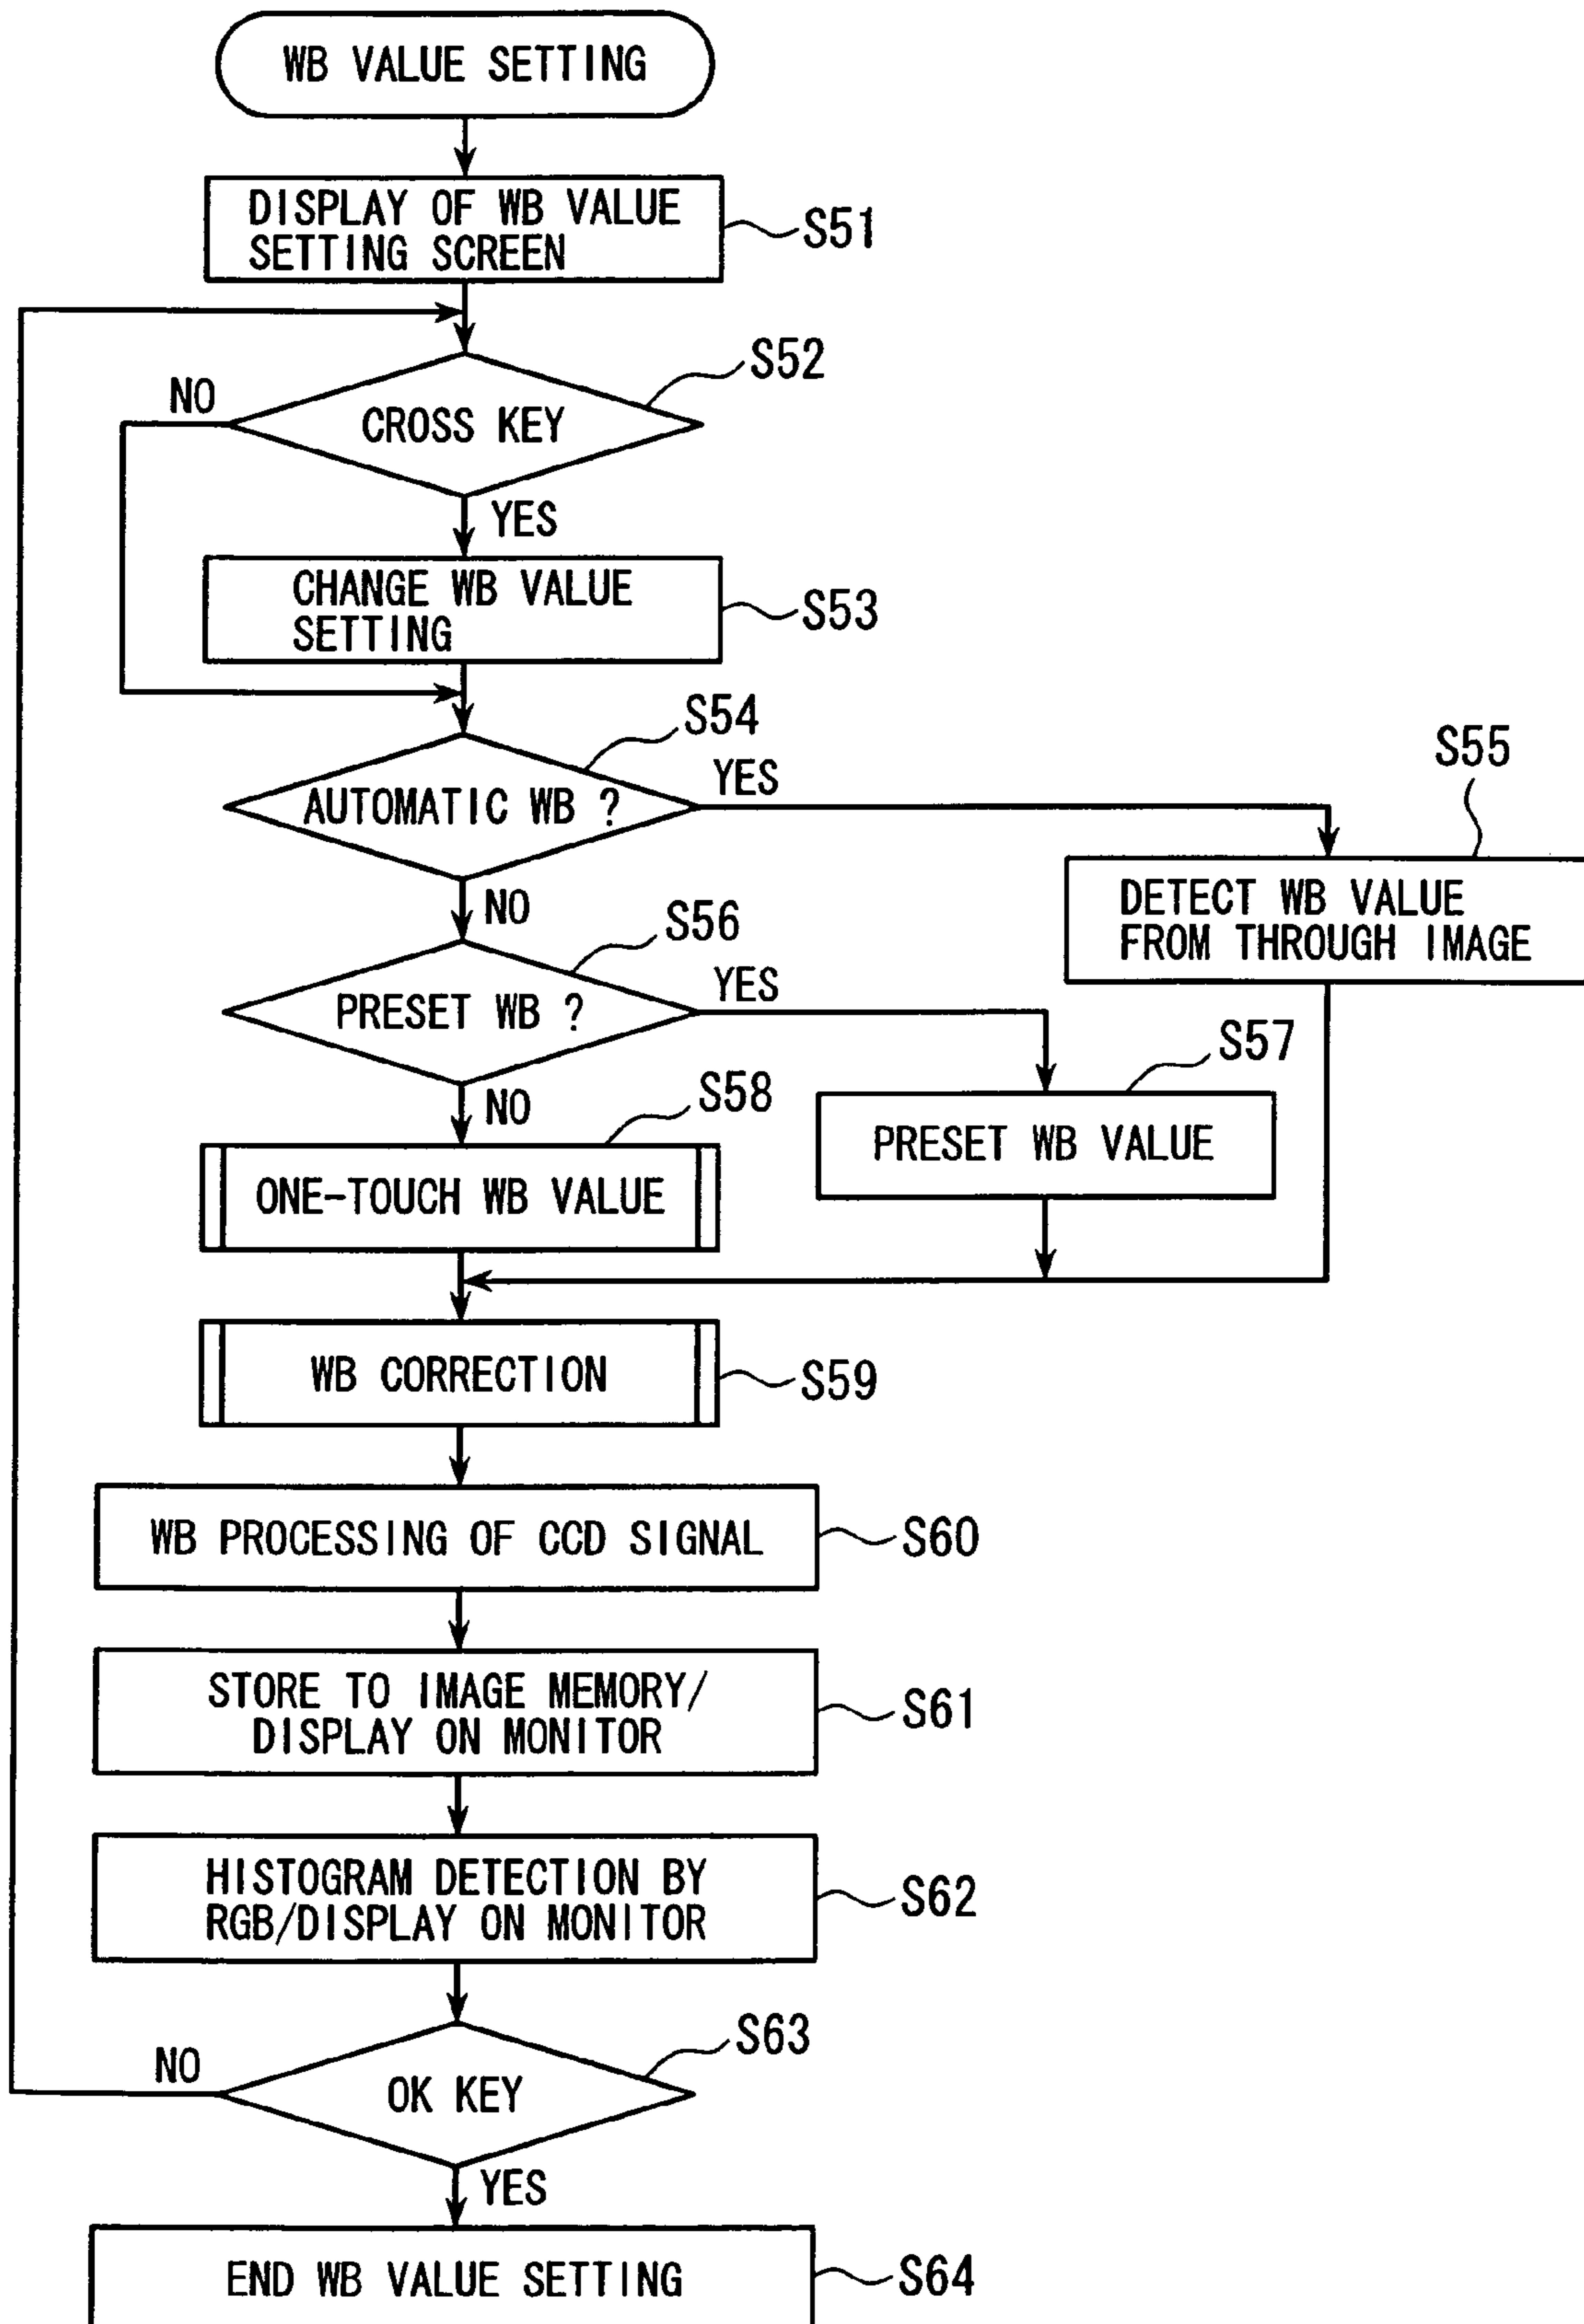 WB VALUE SETTING
DISPLAY OF WB VALUE
SETTING SCREEN
S51
S52
NO
CROSS KEY
YES
CHANGE WB VALUE
SETTING
S53
S54
AUTOMATIC WB ?
YES
S55
DETECT WB VALUE
FROM THROUGH IMAGE
NO
S56
PRESET WB ?
YES
S57
PRESET WB VALUE
NO
S58
ONE-TOUCH WB VALUE
WB CORRECTION
S59
WB PROCESSING OF CCD SIGNAL
S60
STORE TO IMAGE MEMORY/
DISPLAY ON MONITOR
S61
HISTOGRAM DETECTION BY
RGB/DISPLAY ON MONITOR
S62
S63
NO
OK KEY
YES
END WB VALUE SETTING
S64